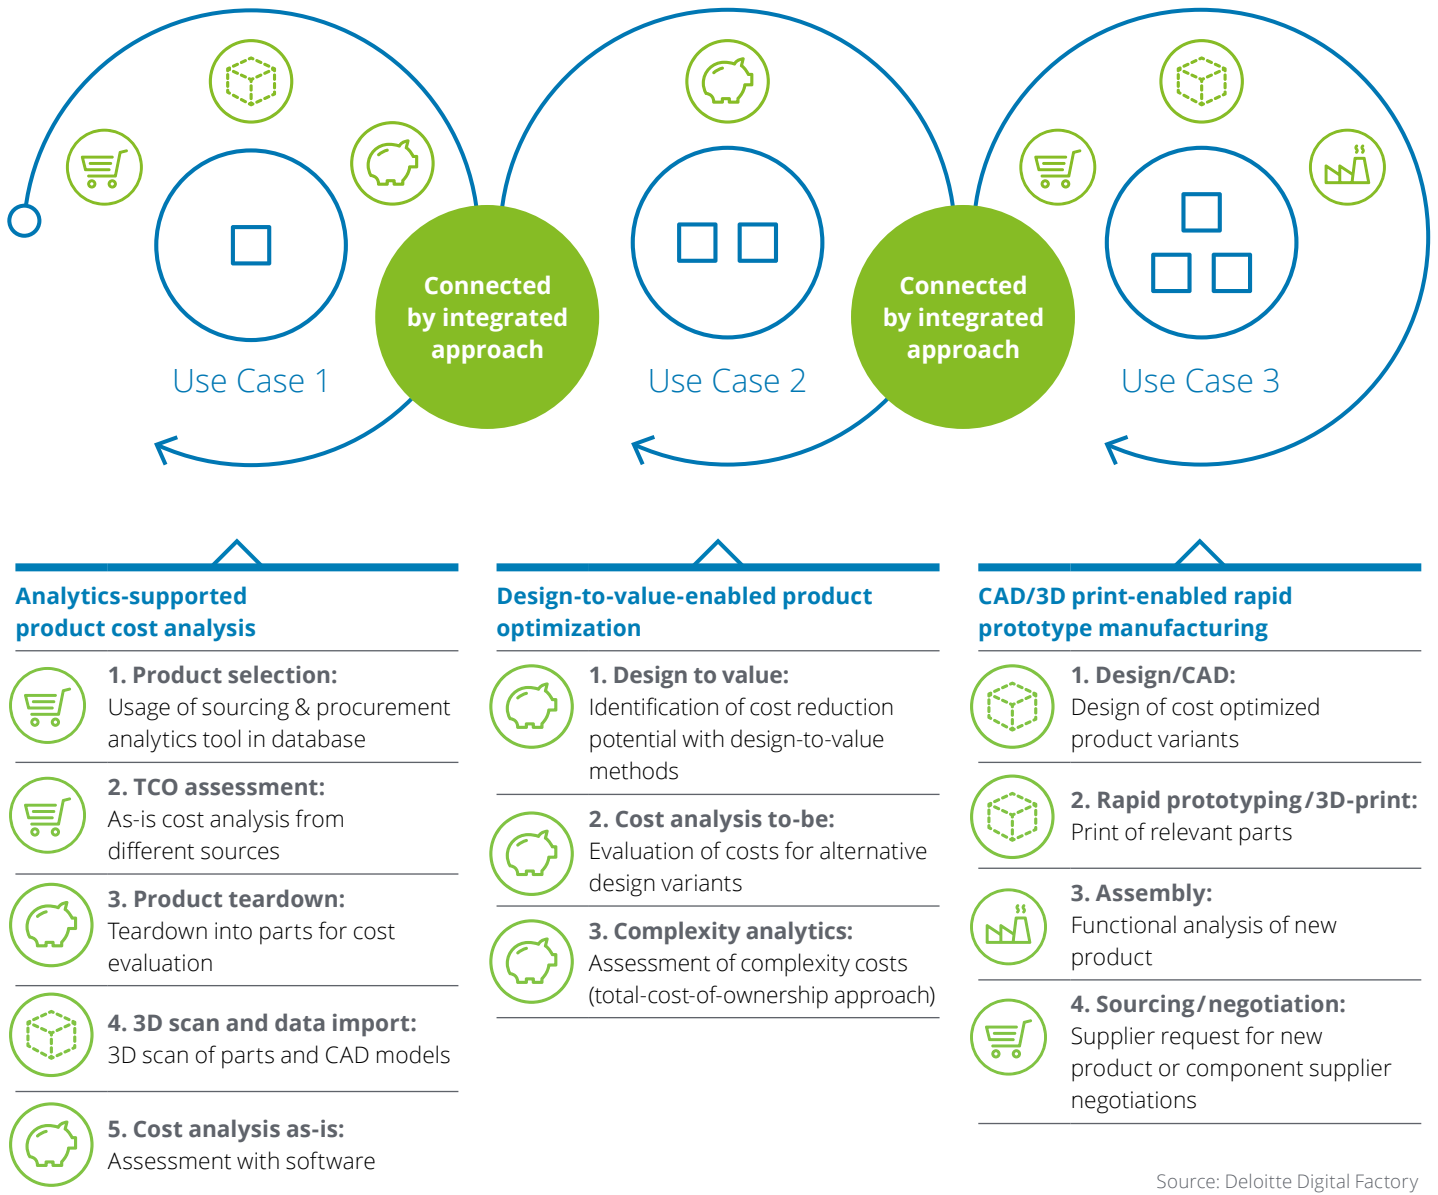 Connected
by integrated
approach
Connected
by integrated
approach
Use Case 1
Use Case 2
Use Case 3
Analytics-supported
product cost analysis
1. Product selection:
Usage of sourcing & procurement
analytics tool in database
2. TCO assessment:
As-is cost analysis from
different sources
3. Product teardown:
Teardown into parts for cost
evaluation
4. 3D scan and data import:
3D scan of parts and CAD models
5. Cost analysis as-is:
Assessment with software
Design-to-value-enabled product
optimization
1. Design to value:
Identification of cost reduction
potential with design-to-value
methods
2. Cost analysis to-be:
Evaluation of costs for alternative
design variants
3. Complexity analytics:
Assessment of complexity costs
(total-cost-of-ownership approach)
CAD/3D print-enabled rapid
prototype manufacturing
1. Design/CAD:
Design of cost optimized
product variants
2. Rapid prototyping/3D-print:
Print of relevant parts
3. Assembly:
Functional analysis of new
product
4. Sourcing/negotiation:
Supplier request for new
product or component supplier
negotiations
Source: Deloitte Digital Factory